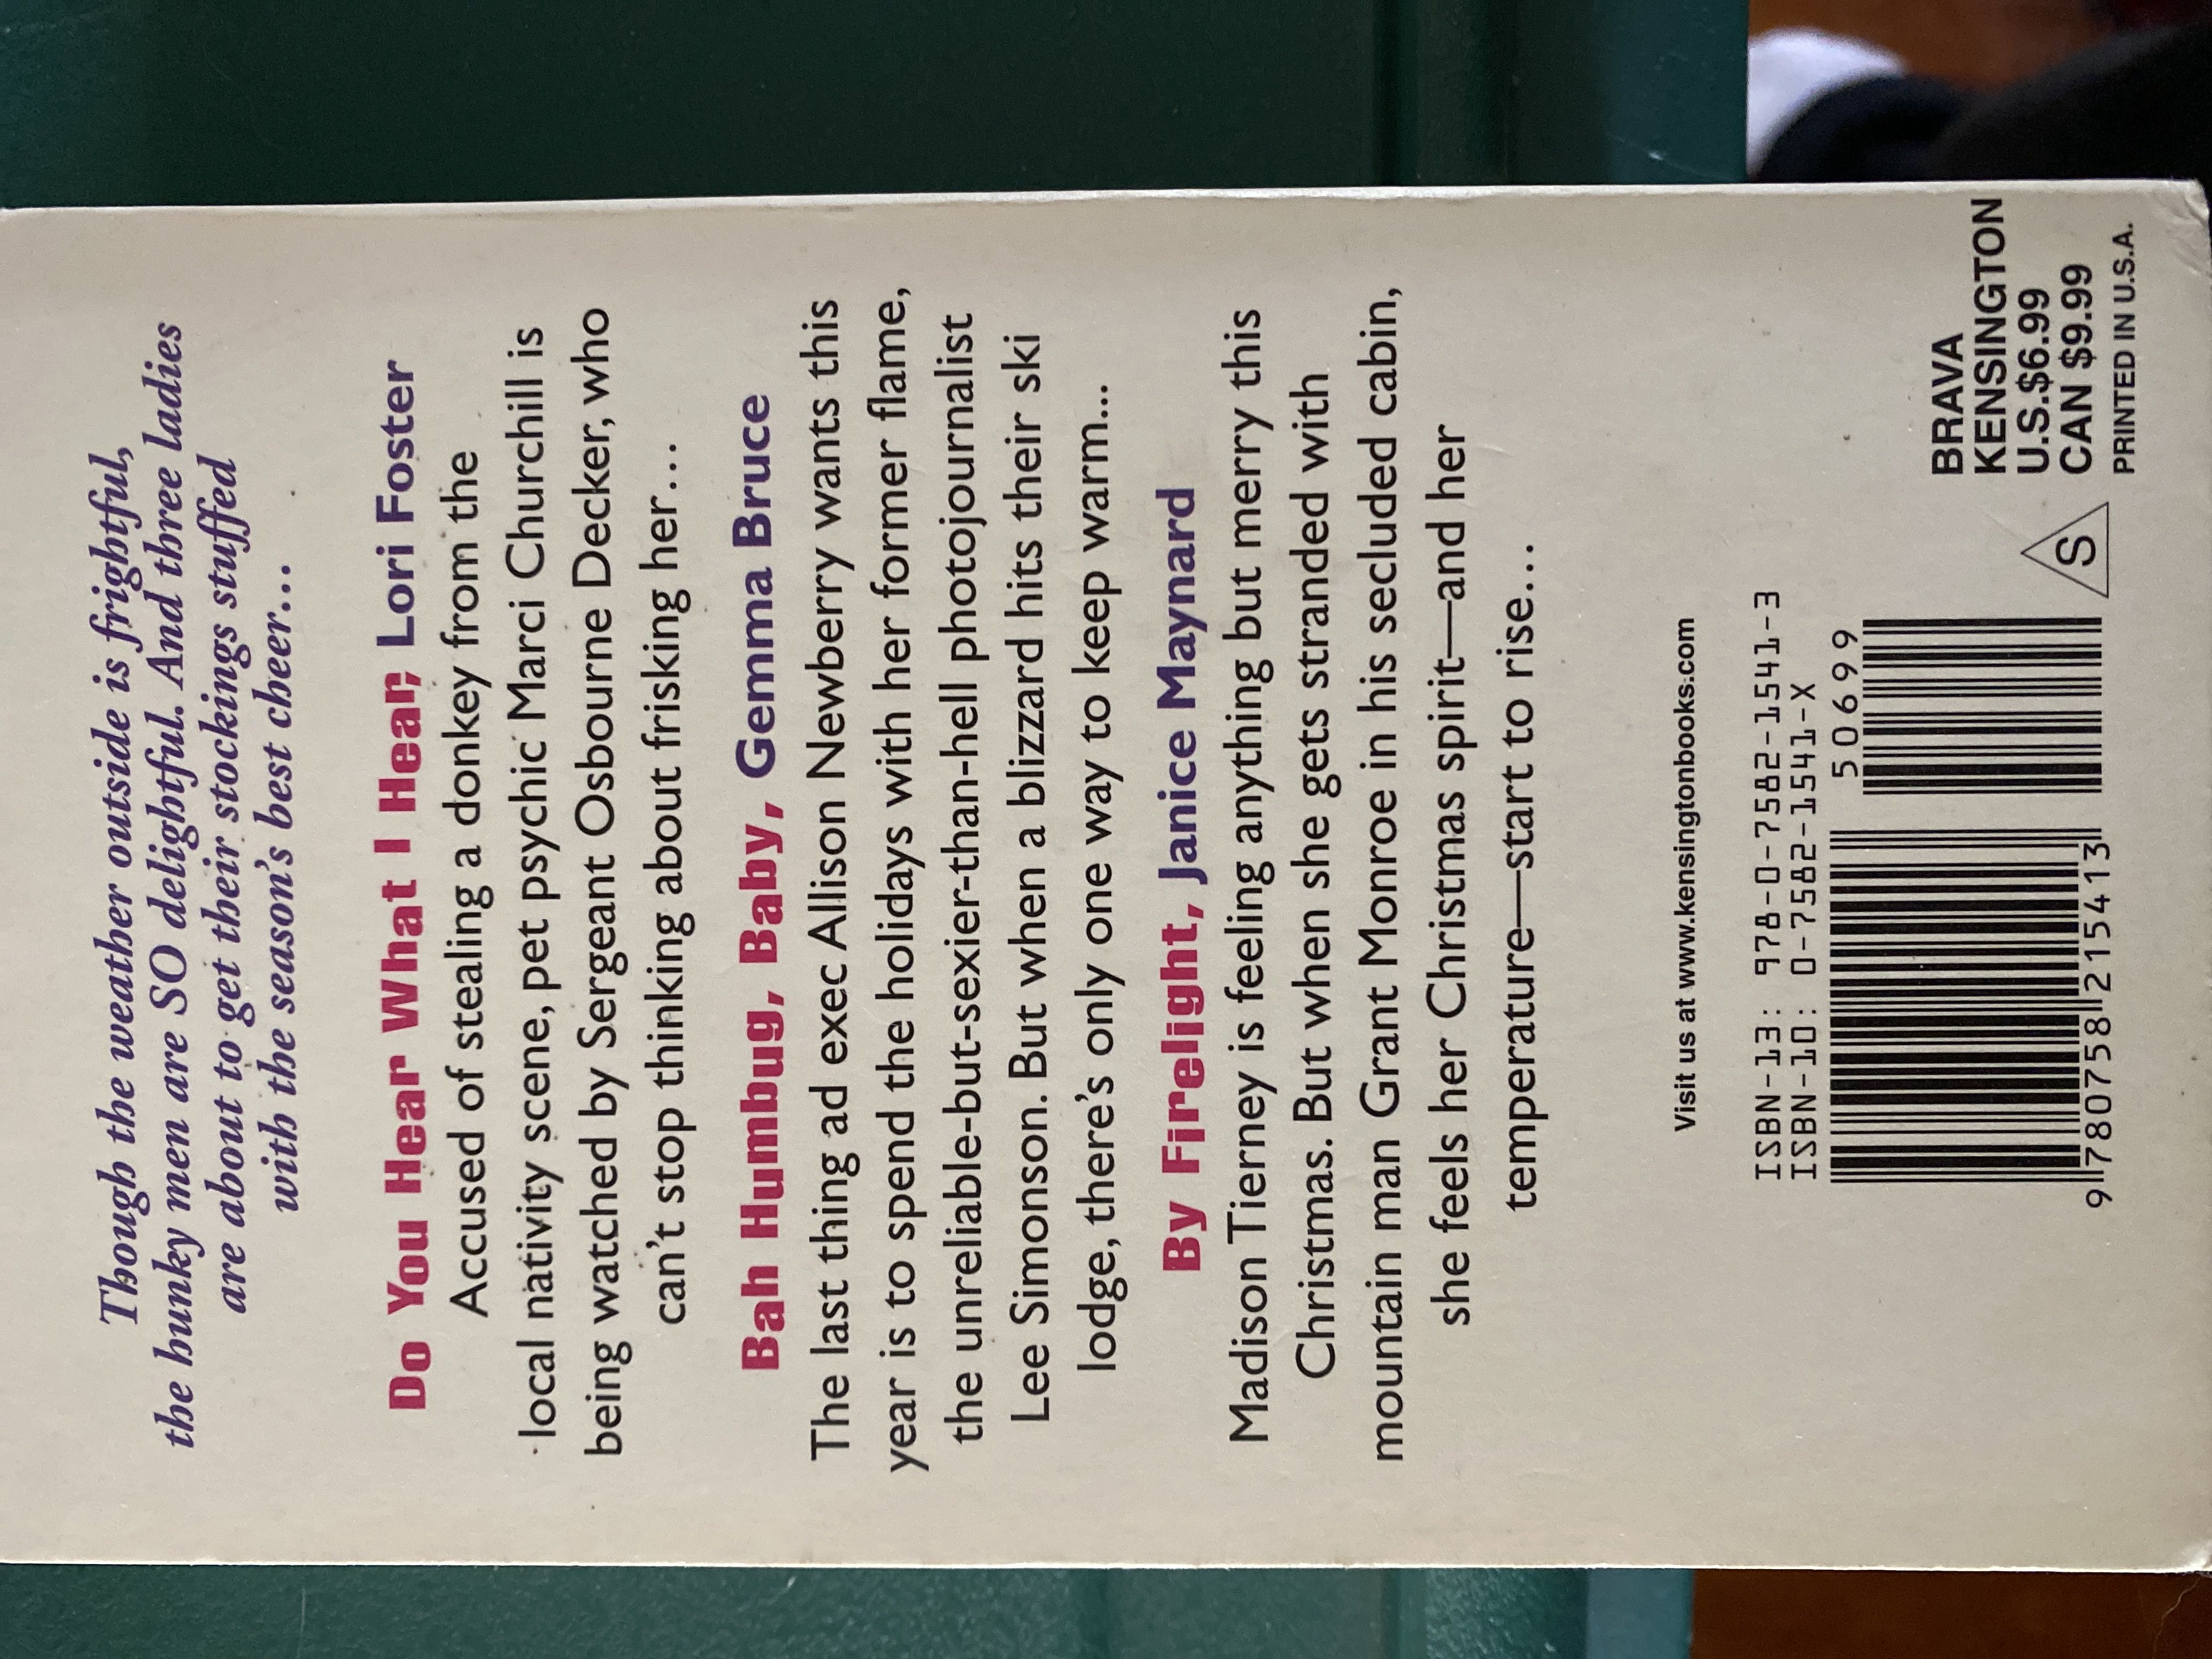 Though the weather outside is frightful,
the hunky men are SO delightful. And three ladies
are about to get their stockings stuffed
with the season's best cheer...
Do You Hear What I Hear, Lori Foster
Accused of stealing a donkey from the
local nativity scene, pet psychic Marci Churchill is
being watched by Sergeant Osbourne Decker, who
can't stop thinking about frisking her...
Bah Humbug, Baby, Gemma Bruce
The last thing ad exec Allison Newberry wants this
year is to spend the holidays with her former flame,
the unreliable-but-sexier-than-hell photojournalist
Lee Simonson. But when a blizzard hits their ski
lodge, there's only one way to keep warm...
By Firelight, Janice Maynard
Madison Tierney is feeling anything but merry this
Christmas. But when she gets stranded with
mountain man Grant Monroe in his secluded cabin,
she feels her Christmas spirit—and her
temperature—start to rise...
Visit us at www.kensingtonbooks.com
ISBN-13: 978-0-7582-1541-3
ISBN-10: 0-7582-1541-X
50699
9 780758 215413
S
BRAVA
KENSINGTON
U.S.$6.99
CAN $9.99
PRINTED IN U.S.A.